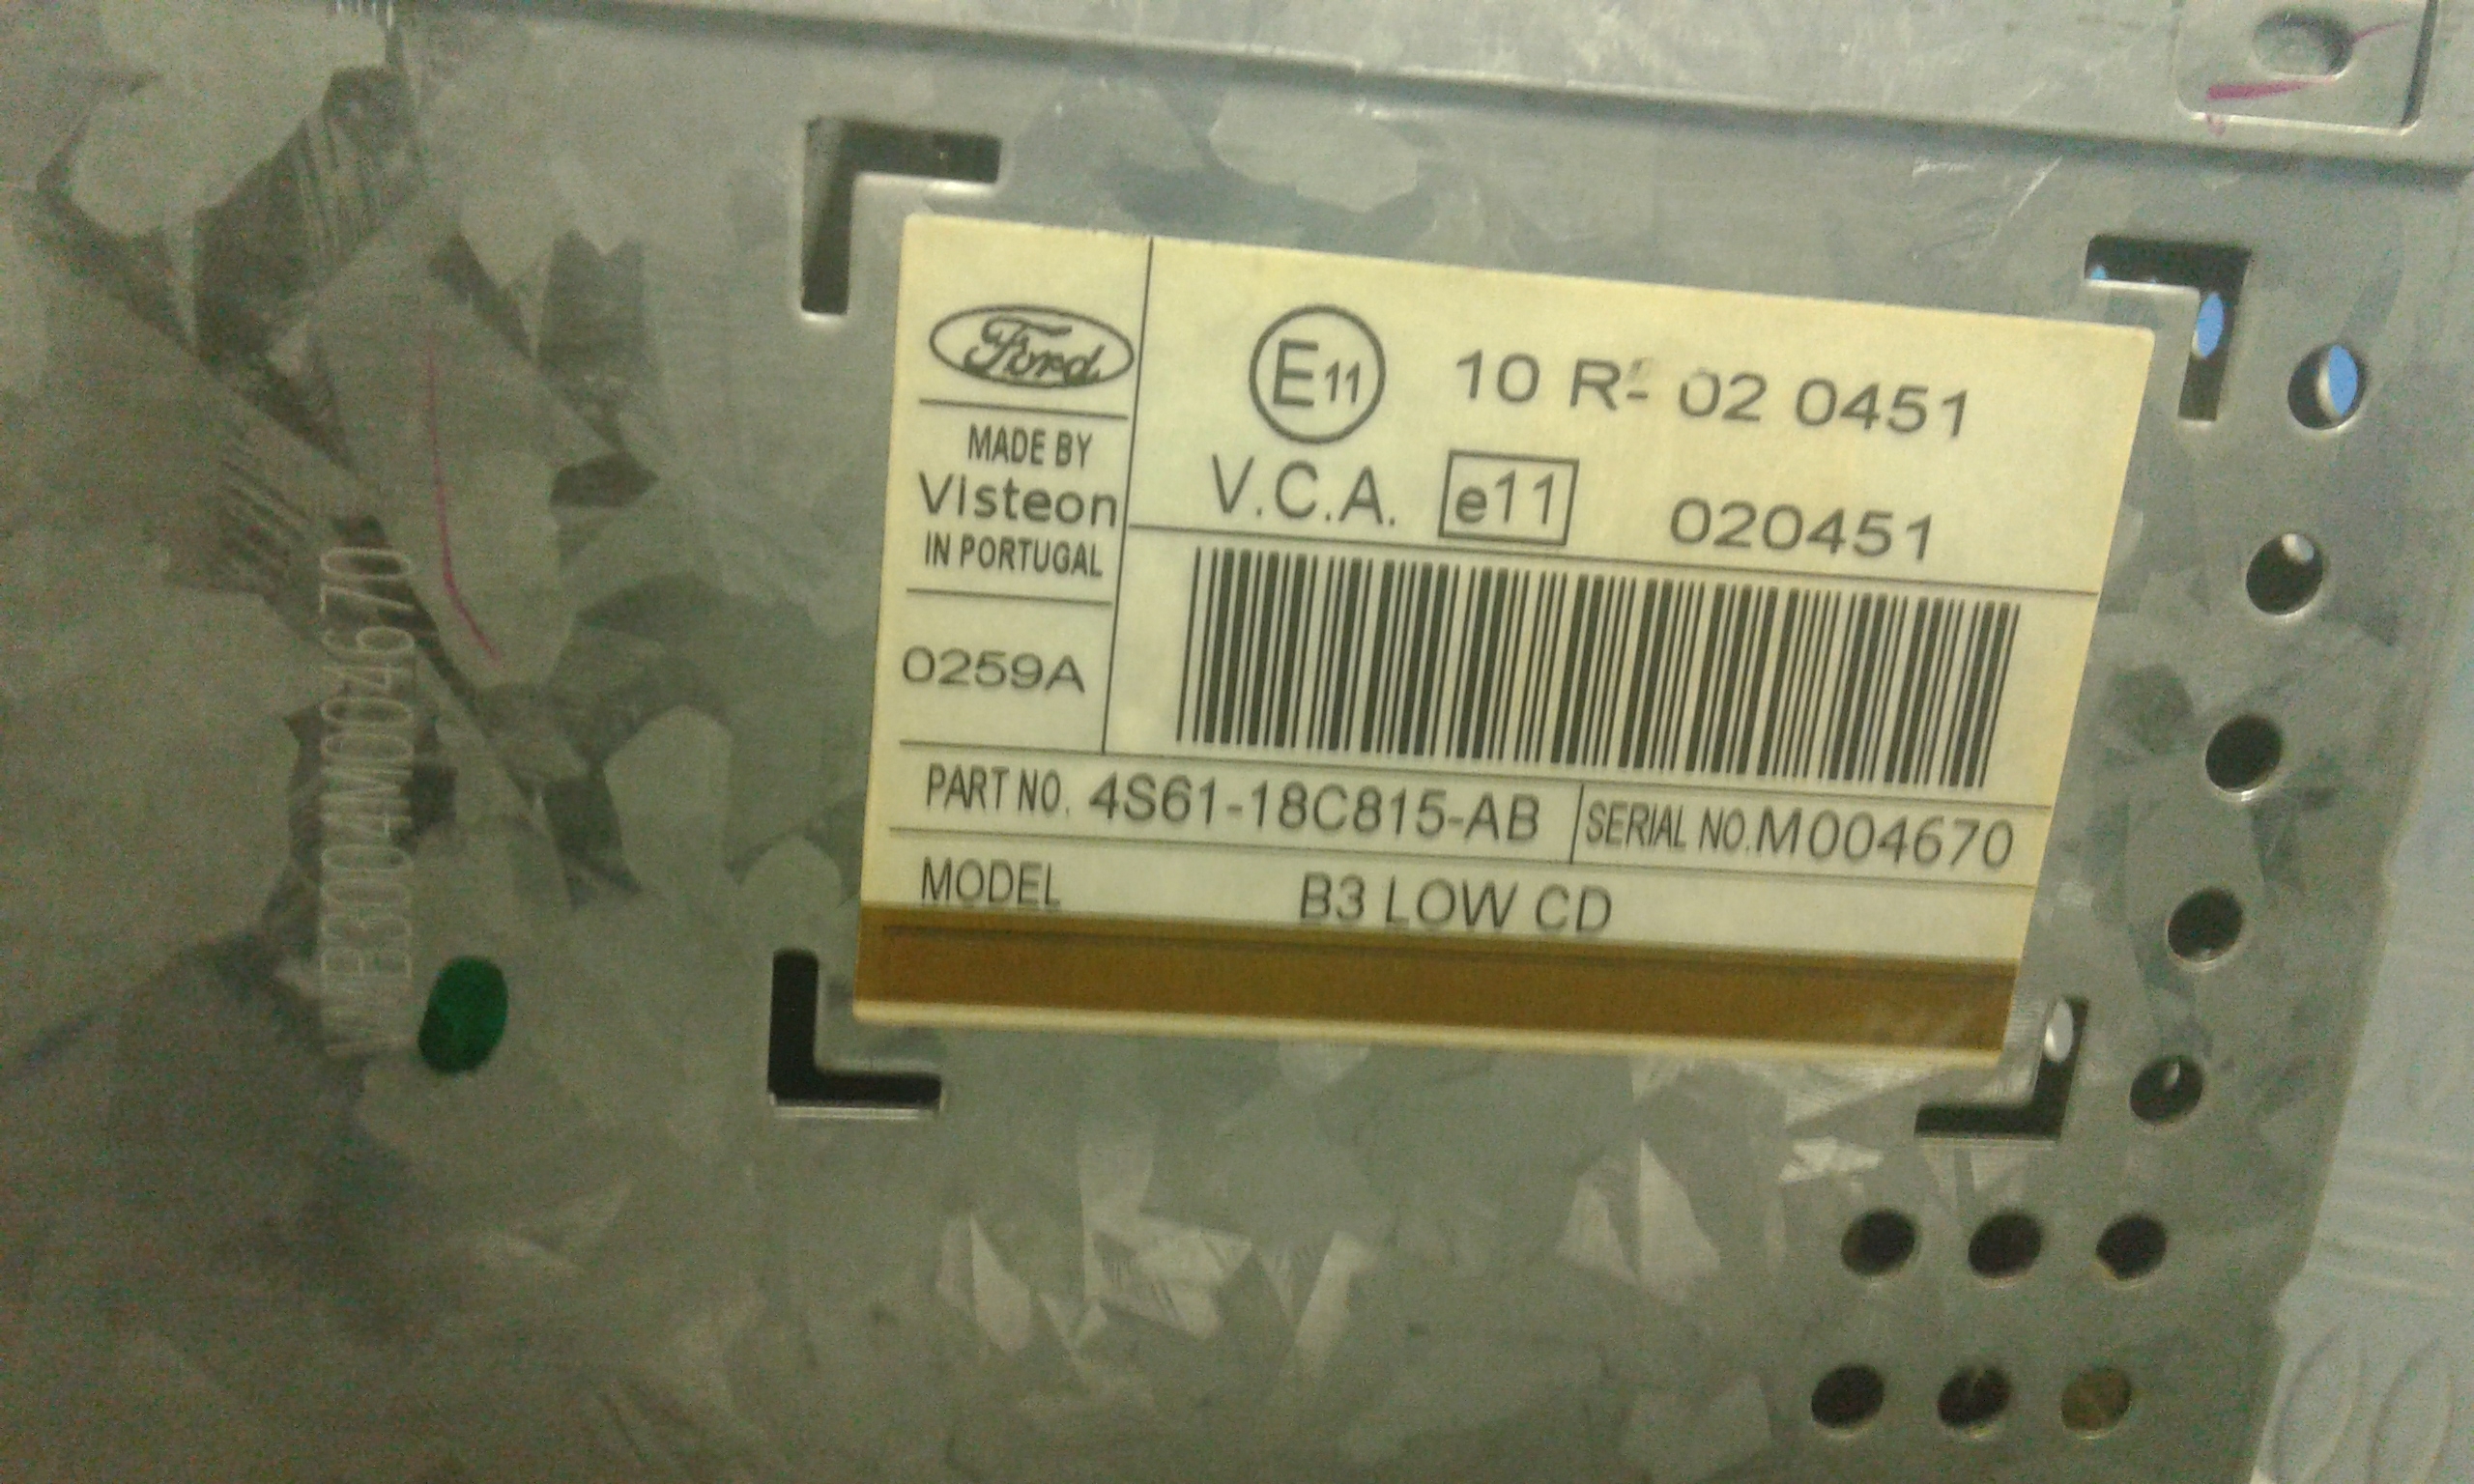 Ford
MADE BY
Visteon
IN PORTUGAL
0259A
E11 10 R- 02 0451
V.C.A. e11 020451
PART NO. 4S61-18C815-AB
SERIAL NO. M004670
MODEL B3 LOW CD
M004670